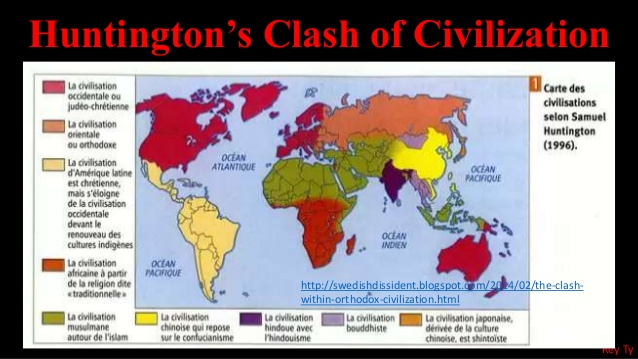 Huntington's Clash of Civilization
La civilisation
occidentale ou
judéo-chrétienne
La civilisation
orientale
ou orthodoxe
La civilisation
d'Amérique latine
est chrétienne,
mais s'éloigne
de la civilisation
occidentale
devant le
renouveau des
cultures indigènes
La civilisation
africaine à partir
de la religion dite
« traditionnelle »
OCÉAN
ATLANTIQUE
OCÉAN
PACIFIQUE
OCÉAN
INDIEN
OCÉAN
PACIFIQUE
1 Carte des
civilisations
selon Samuel
Huntington
(1996).
http://swedishdissident.blogspot.com/2014/02/the-clash-
within-orthodox-civilization.html
La civilisation
musulmane
autour de l'islam
La civilisation
chinoise qui repose
sur le confucianisme
La civilisation
hindoue avec
l'hindouisme
La civilisation
bouddhiste
La civilisation japonaise,
dérivée de la culture
chinoise, est shintoïste
Rey Ty